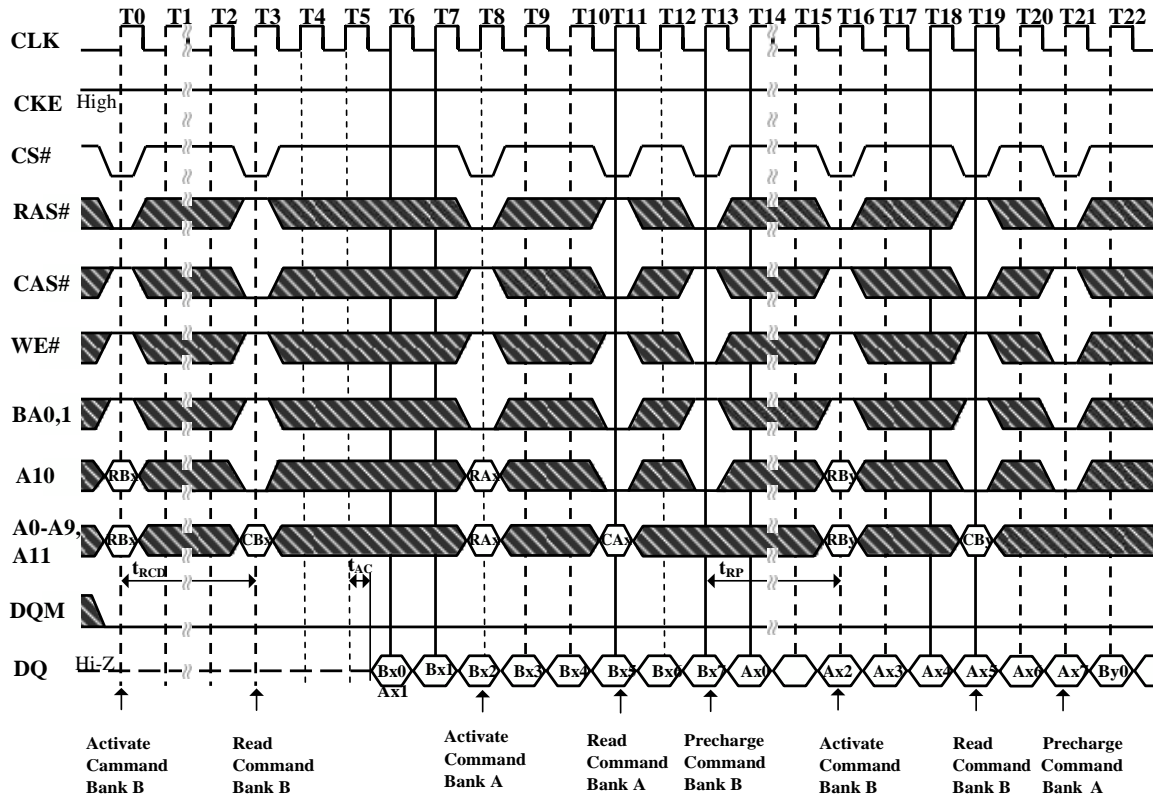 T0 T1 T2 T3 T4 T5 T6 T7 T8 T9 T10 T11 T12 T13 T14 T15 T16 T17 T18 T19 T20 T21 T22
CLK
CKE High
CS#
RAS#
CAS#
WE#
BA0,1
A10 RBx RAx RBy
A0-A9,
A11 RBx CBx RAx CAx RBy CBy
tRCD tAC tRP
DQM
DQ Hi-Z Bx0 Bx1 Bx2 Bx3 Bx4 Bx5 Bx6 Bx7 Ax0 Ax2 Ax3 Ax4 Ax5 Ax6 Ax7 By0
Ax1
Activate
Cammand
Bank B
Read
Command
Bank B
Activate
Command
Bank A
Read
Command
Bank A
Precharge
Command
Bank B
Activate
Command
Bank B
Read
Command
Bank B
Precharge
Command
Bank A